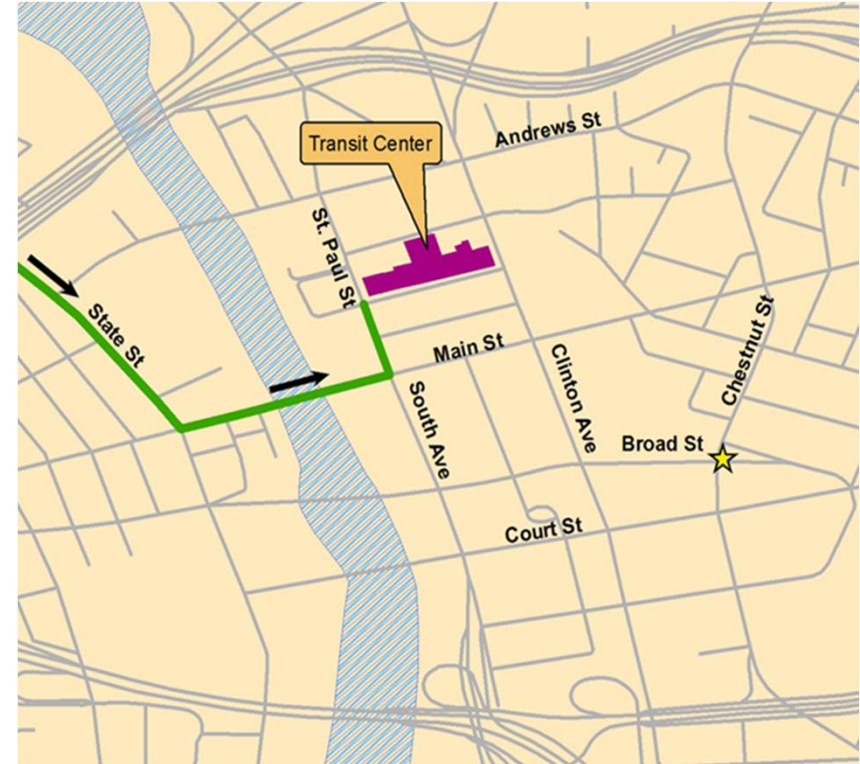 Andrews St
Transit Center
St. Paul St
State St
Main St
Chestnut St
Clinton Ave
South Ave
Broad St
Court St